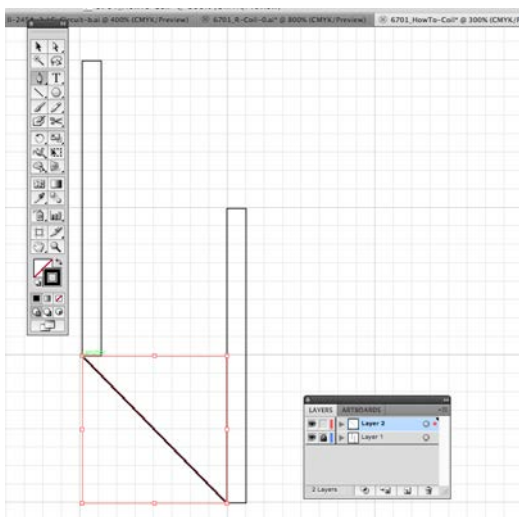 6701_R-Coil-0.ai* @ 800% (CMYK/Preview)
6701_HowTo-Coil* @ 300% (CMYK/P
LAYERS ARTBOARDS
Layer 2
Layer 1
2 Layers